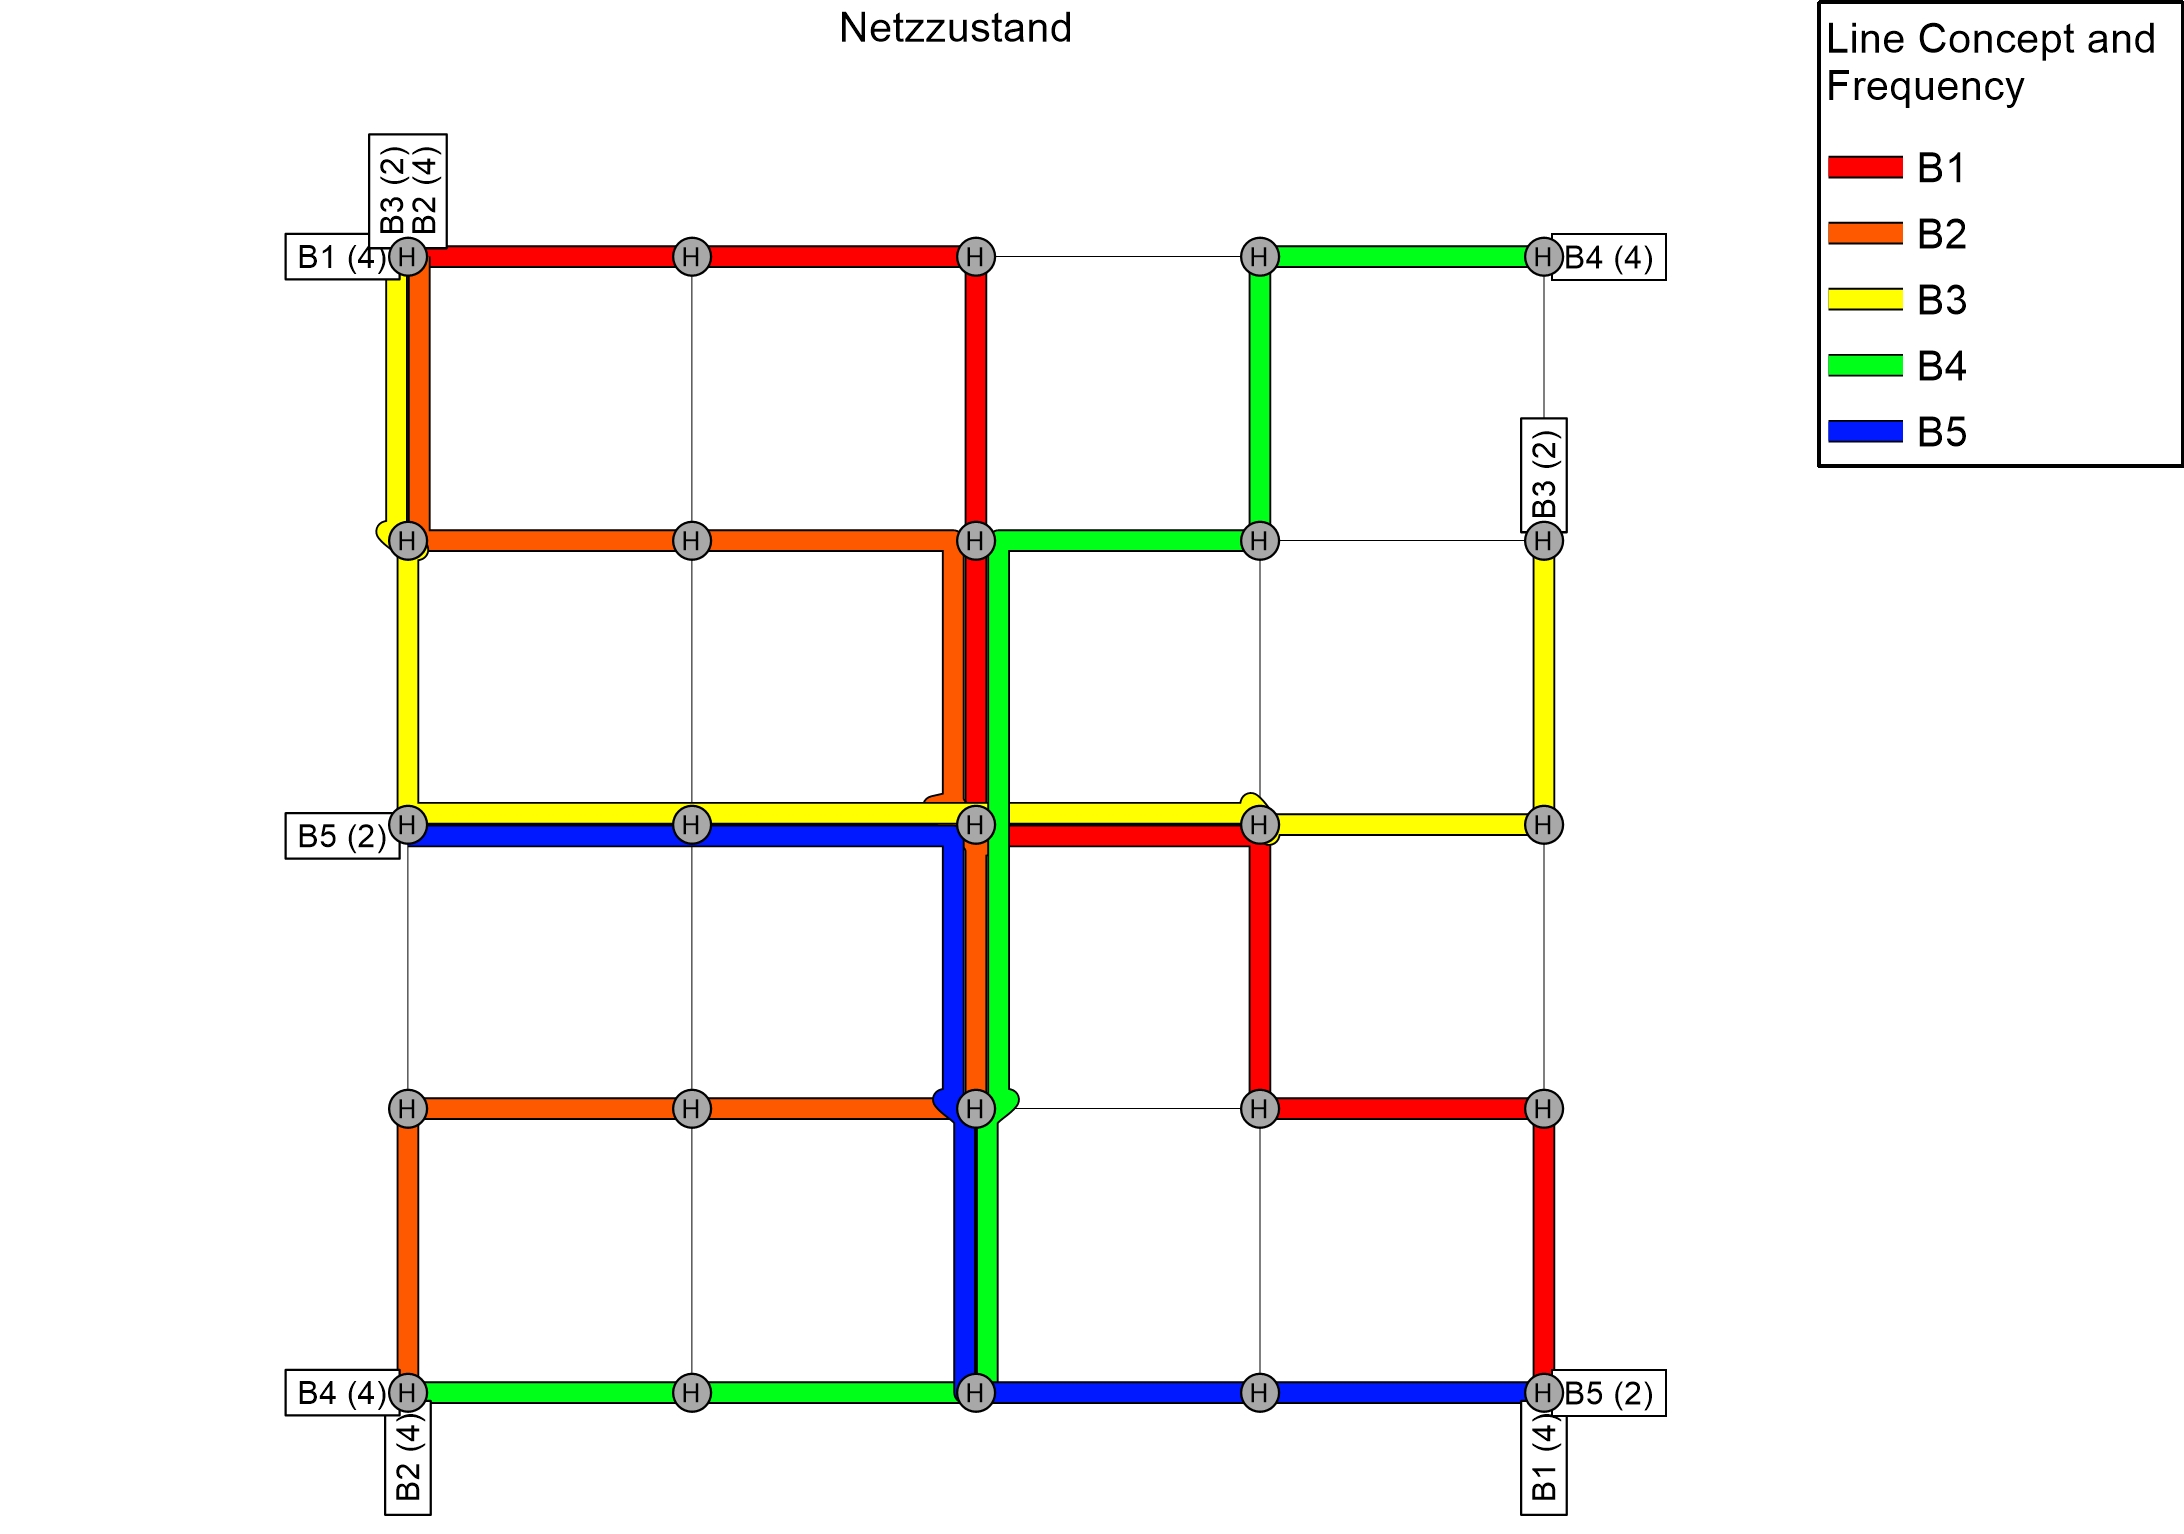 Netzzustand
Line Concept and
Frequency
B1
B2
B3
B4
B5
B3 (2)
B2 (4)
B1 (4)
H
H
H
H
H
B4 (4)
B3 (2)
H
H
H
H
H
B5 (2)
H
H
H
H
H
H
H
H
H
H
B4 (4)
H
H
H
H
H
B5 (2)
B2 (4)
B1 (4)